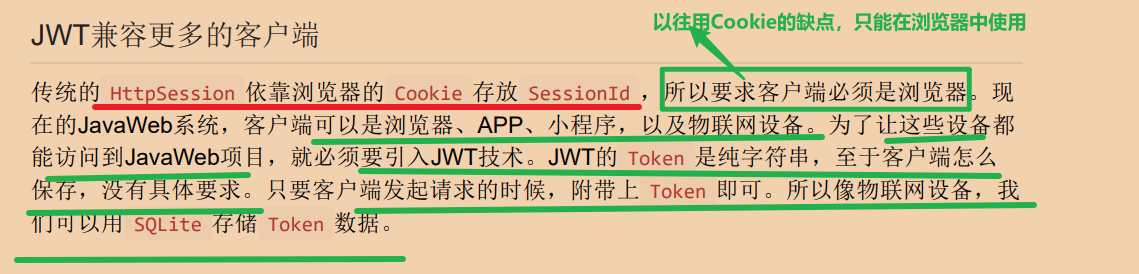 以往用Cookie的缺点，只能在浏览器中使用
JWT兼容更多的客户端
传统的 HttpSession 依靠浏览器的 Cookie 存放 SessionId ，所以要求客户端必须是浏览器。现
在的JavaWeb系统，客户端可以是浏览器、APP、小程序，以及物联网设备。为了让这些设备都
能访问到JavaWeb项目，就必须要引入JWT技术。JWT的 Token 是纯字符串，至于客户端怎么
保存，没有具体要求。只要客户端发起请求的时候，附带上 Token 即可。所以像物联网设备，我
们可以用 SQLite 存储 Token 数据。